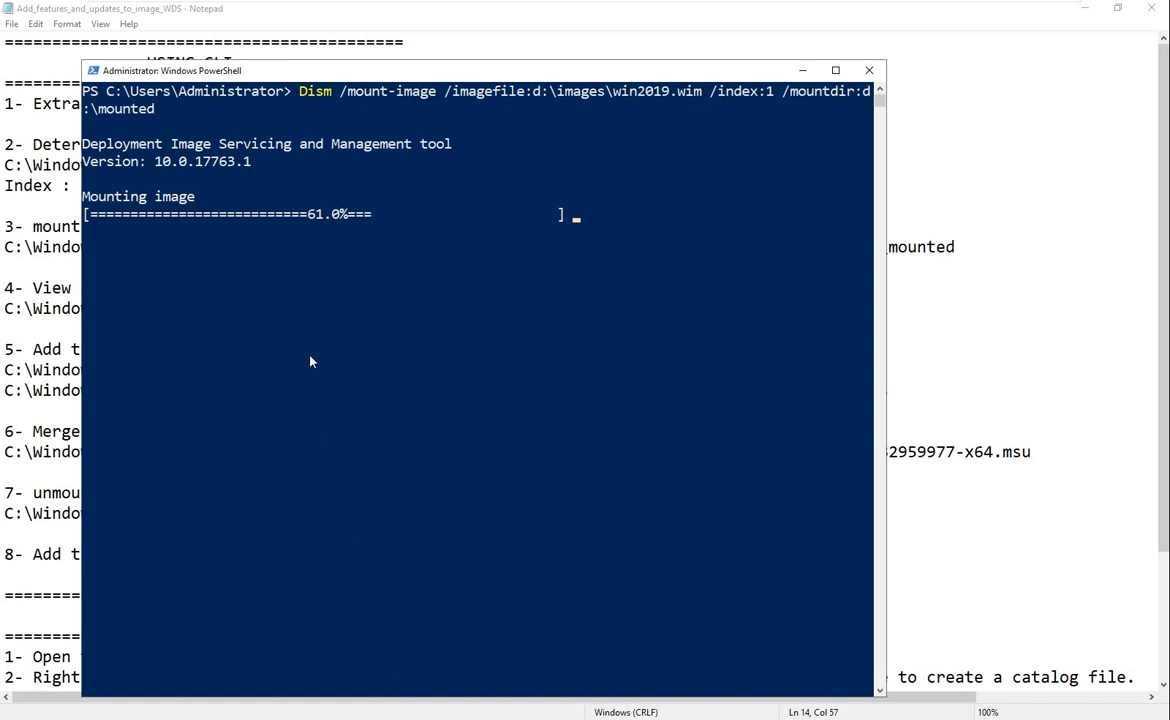 Add_features_and_updates_to_image_WDS - Notepad
File Edit Format View Help
==========================================
Administrator: Windows PowerShell
PS C:\Users\Administrator> Dism /mount-image /imagefile:d:\images\win2019.wim /index:1 /mountdir:d
:\mounted
Deployment Image Servicing and Management tool
Version: 10.0.17763.1
Mounting image
[===========================61.0%=== ]
========
1- Extra
2- Deter
C:\Windo
Index :
3- mount
C:\Windo mounted
4- View
C:\Windo
5- Add t
C:\Windo
C:\Windo
6- Merge
C:\Windo 2959977-x64.msu
7- unmou
C:\Windo
8- Add t
========
========
1- Open
2- Right to create a catalog file.
Windows (CRLF) Ln 14, Col 57 100%